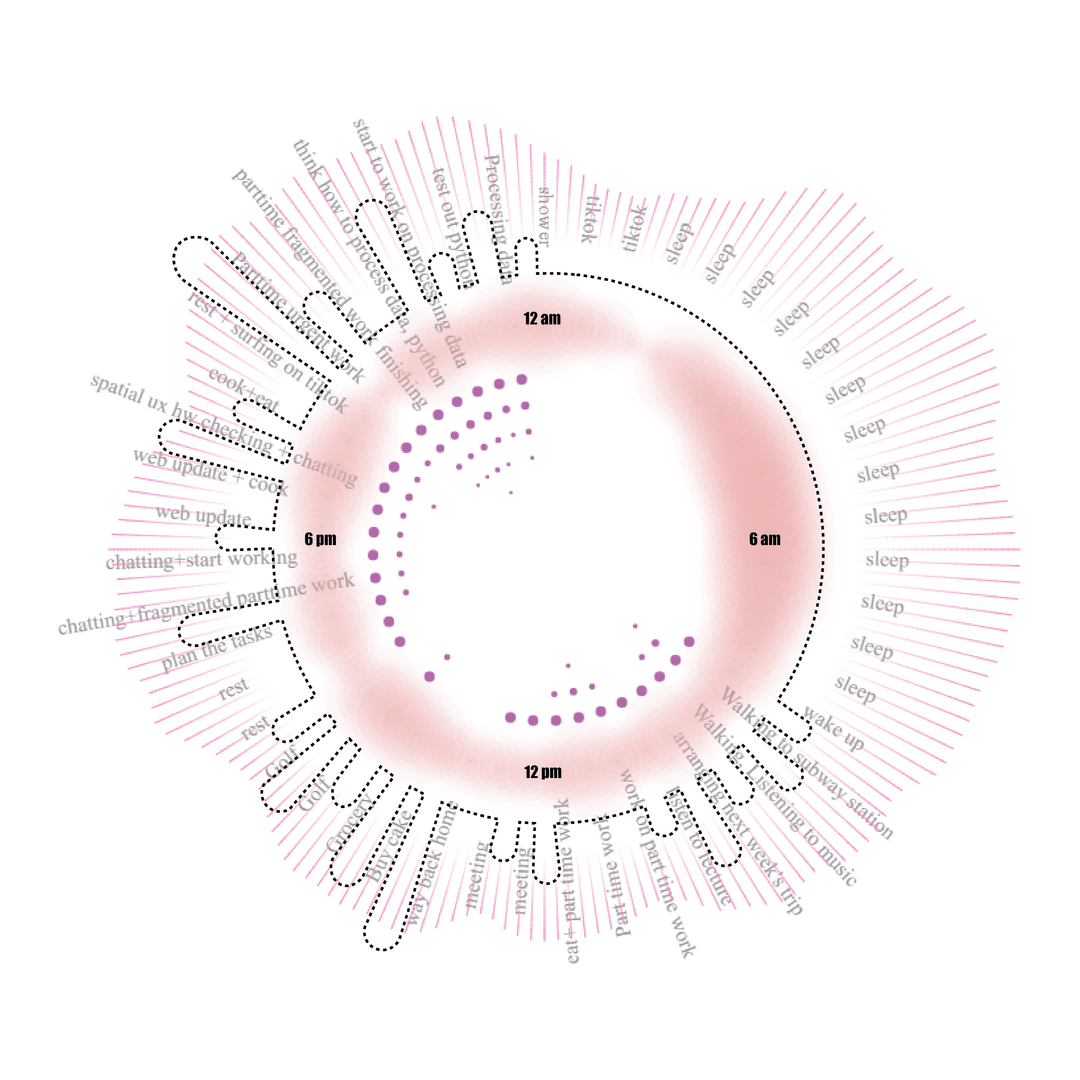 12 am
6 am
12 pm
6 pm
shower
tiktok
tiktok
sleep
sleep
sleep
sleep
sleep
sleep
sleep
sleep
sleep
sleep
sleep
sleep
sleep
wake up
Walking to subway station
Walking, Listening to music
arranging next week's trip
listen to lecture
work on part time work
Part time work
eat+ part time work
meeting
meeting
way back home
Buy cake
Grocery
Golf
Golf
rest
rest
plan the tasks
chatting+fragmented parttime work
chatting+start working
web update
web update + cook
spatial ux hw checking + chatting
cook+eat
rest + surfing on tiktok
Parttime urgent work
parttime fragmented work finishing
think how to process data, python
start to work on processing data
test out python
Processing data